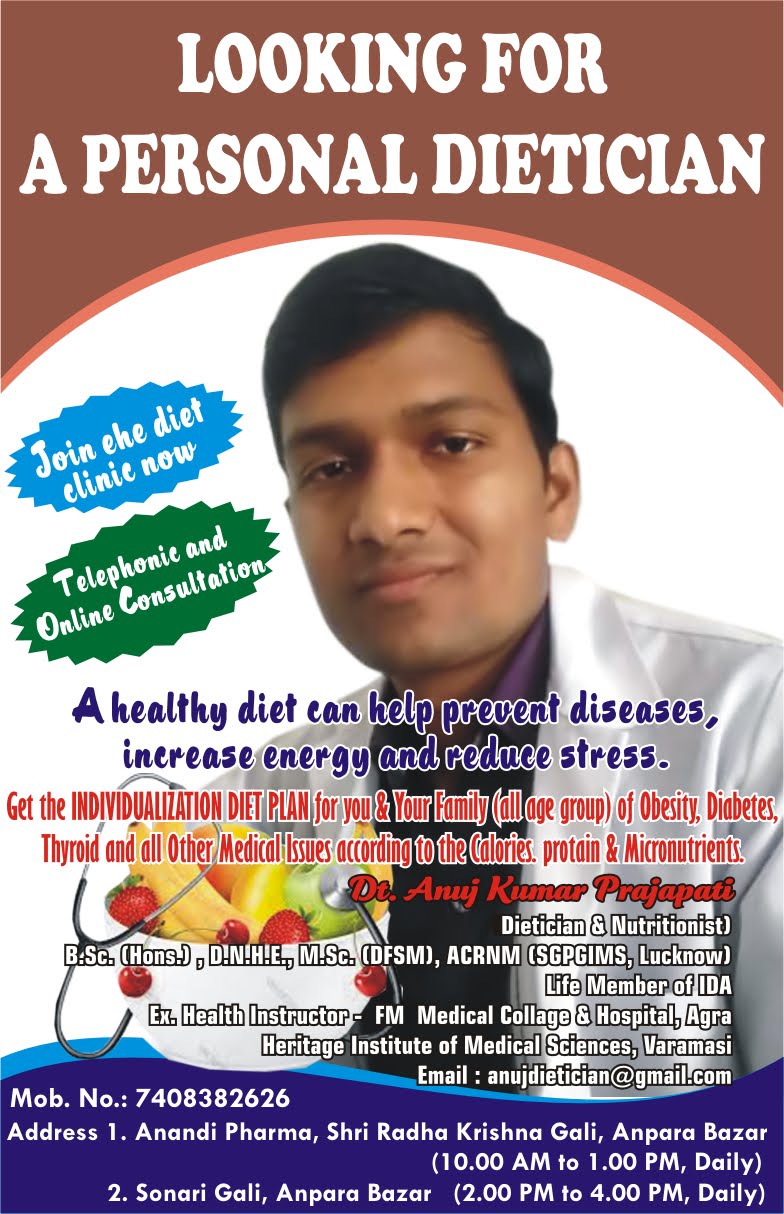 LOOKING FOR
A PERSONAL DIETICIAN
Join ehe diet
clinic now
Telephonic and
Online Consultation
A healthy diet can help prevent diseases,
increase energy and reduce stress.
Get the INDIVIDUALIZATION DIET PLAN for you & Your Family (all age group) of Obesity, Diabetes,
Thyroid and all Other Medical Issues according to the Calories. protain & Micronutrients.
Dt. Anuj Kumar Prajapati
Dietician & Nutritionist)
B.Sc. (Hons.) , D.N.H.E., M.Sc. (DFSM), ACRNM (SGPGIMS, Lucknow)
Life Member of IDA
Ex. Health Instructor - FM Medical Collage & Hospital, Agra
Heritage Institute of Medical Sciences, Varamasi
Email : anujdietician@gmail.com
Mob. No.: 7408382626
Address 1. Anandi Pharma, Shri Radha Krishna Gali, Anpara Bazar
(10.00 AM to 1.00 PM, Daily)
2. Sonari Gali, Anpara Bazar (2.00 PM to 4.00 PM, Daily)